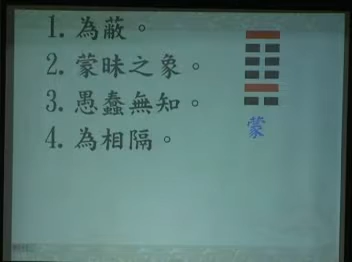 1. 為蔽。
2. 蒙昧之象。
3. 愚蠢無知。
4. 為相隔。
蒙